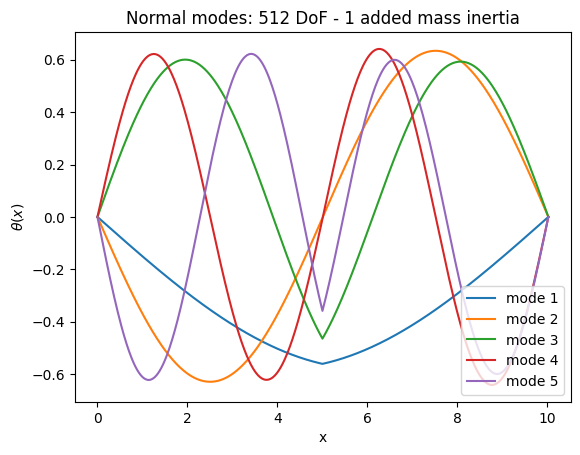 Normal modes: 512 DoF - 1 added mass inertia
θ(x)
0.6
0.4
0.2
0.0
−0.2
−0.4
−0.6
mode 1
mode 2
mode 3
mode 4
mode 5
0
2
4
6
8
10
x